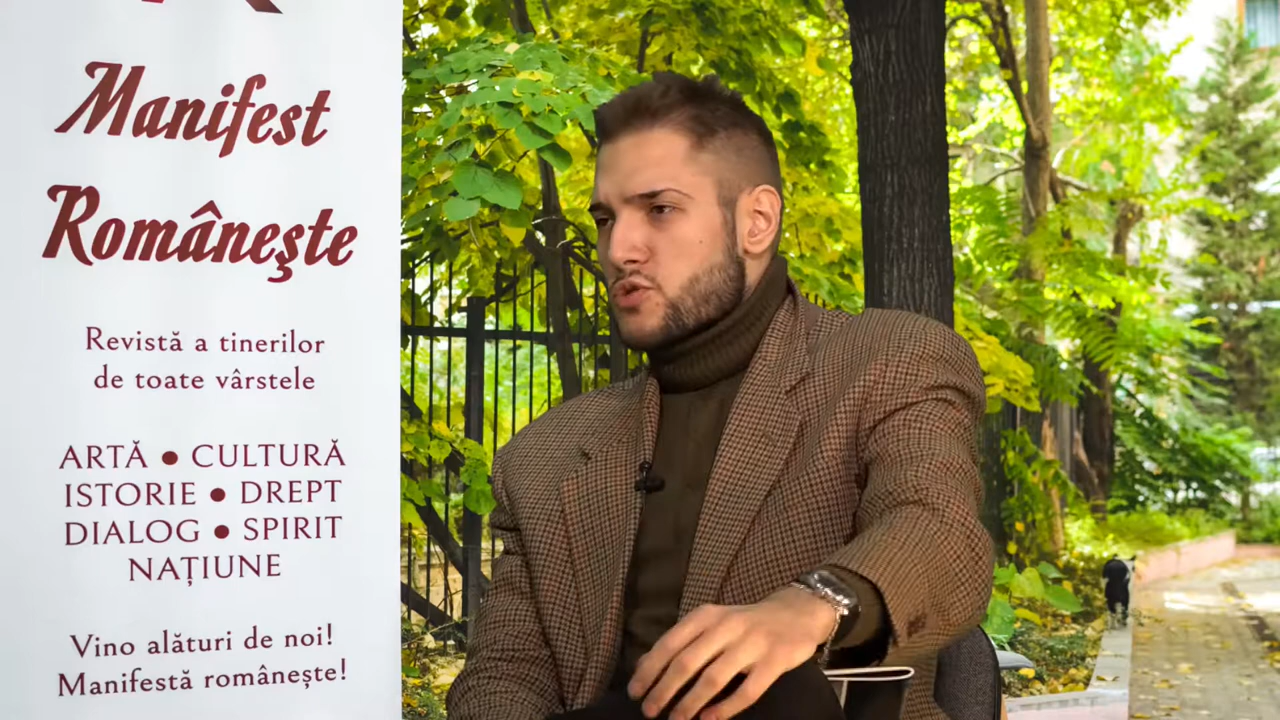 Manifest
Românește
Revistă a tinerilor
de toate vârstele
ARTĂ • CULTURĂ
ISTORIE • DREPT
DIALOG • SPIRIT
NAȚIUNE
Vino alături de noi!
Manifestă românește!